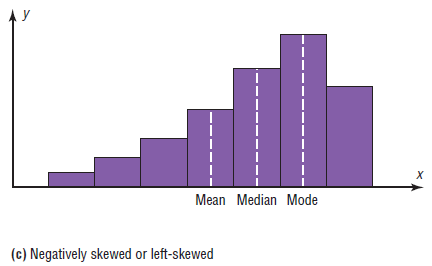 y
x
Mean Median Mode
(c) Negatively skewed or left-skewed